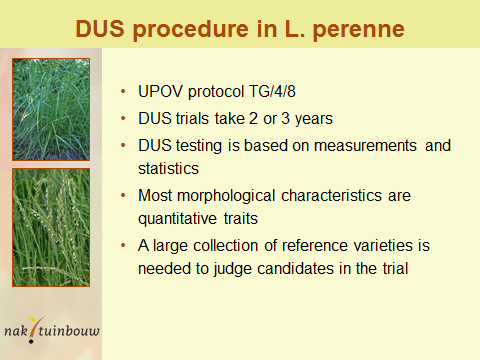 DUS procedure in L. perenne
• UPOV protocol TG/4/8
• DUS trials take 2 or 3 years
• DUS testing is based on measurements and
statistics
• Most morphological characteristics are
quantitative traits
• A large collection of reference varieties is
needed to judge candidates in the trial
nak tuinbouw